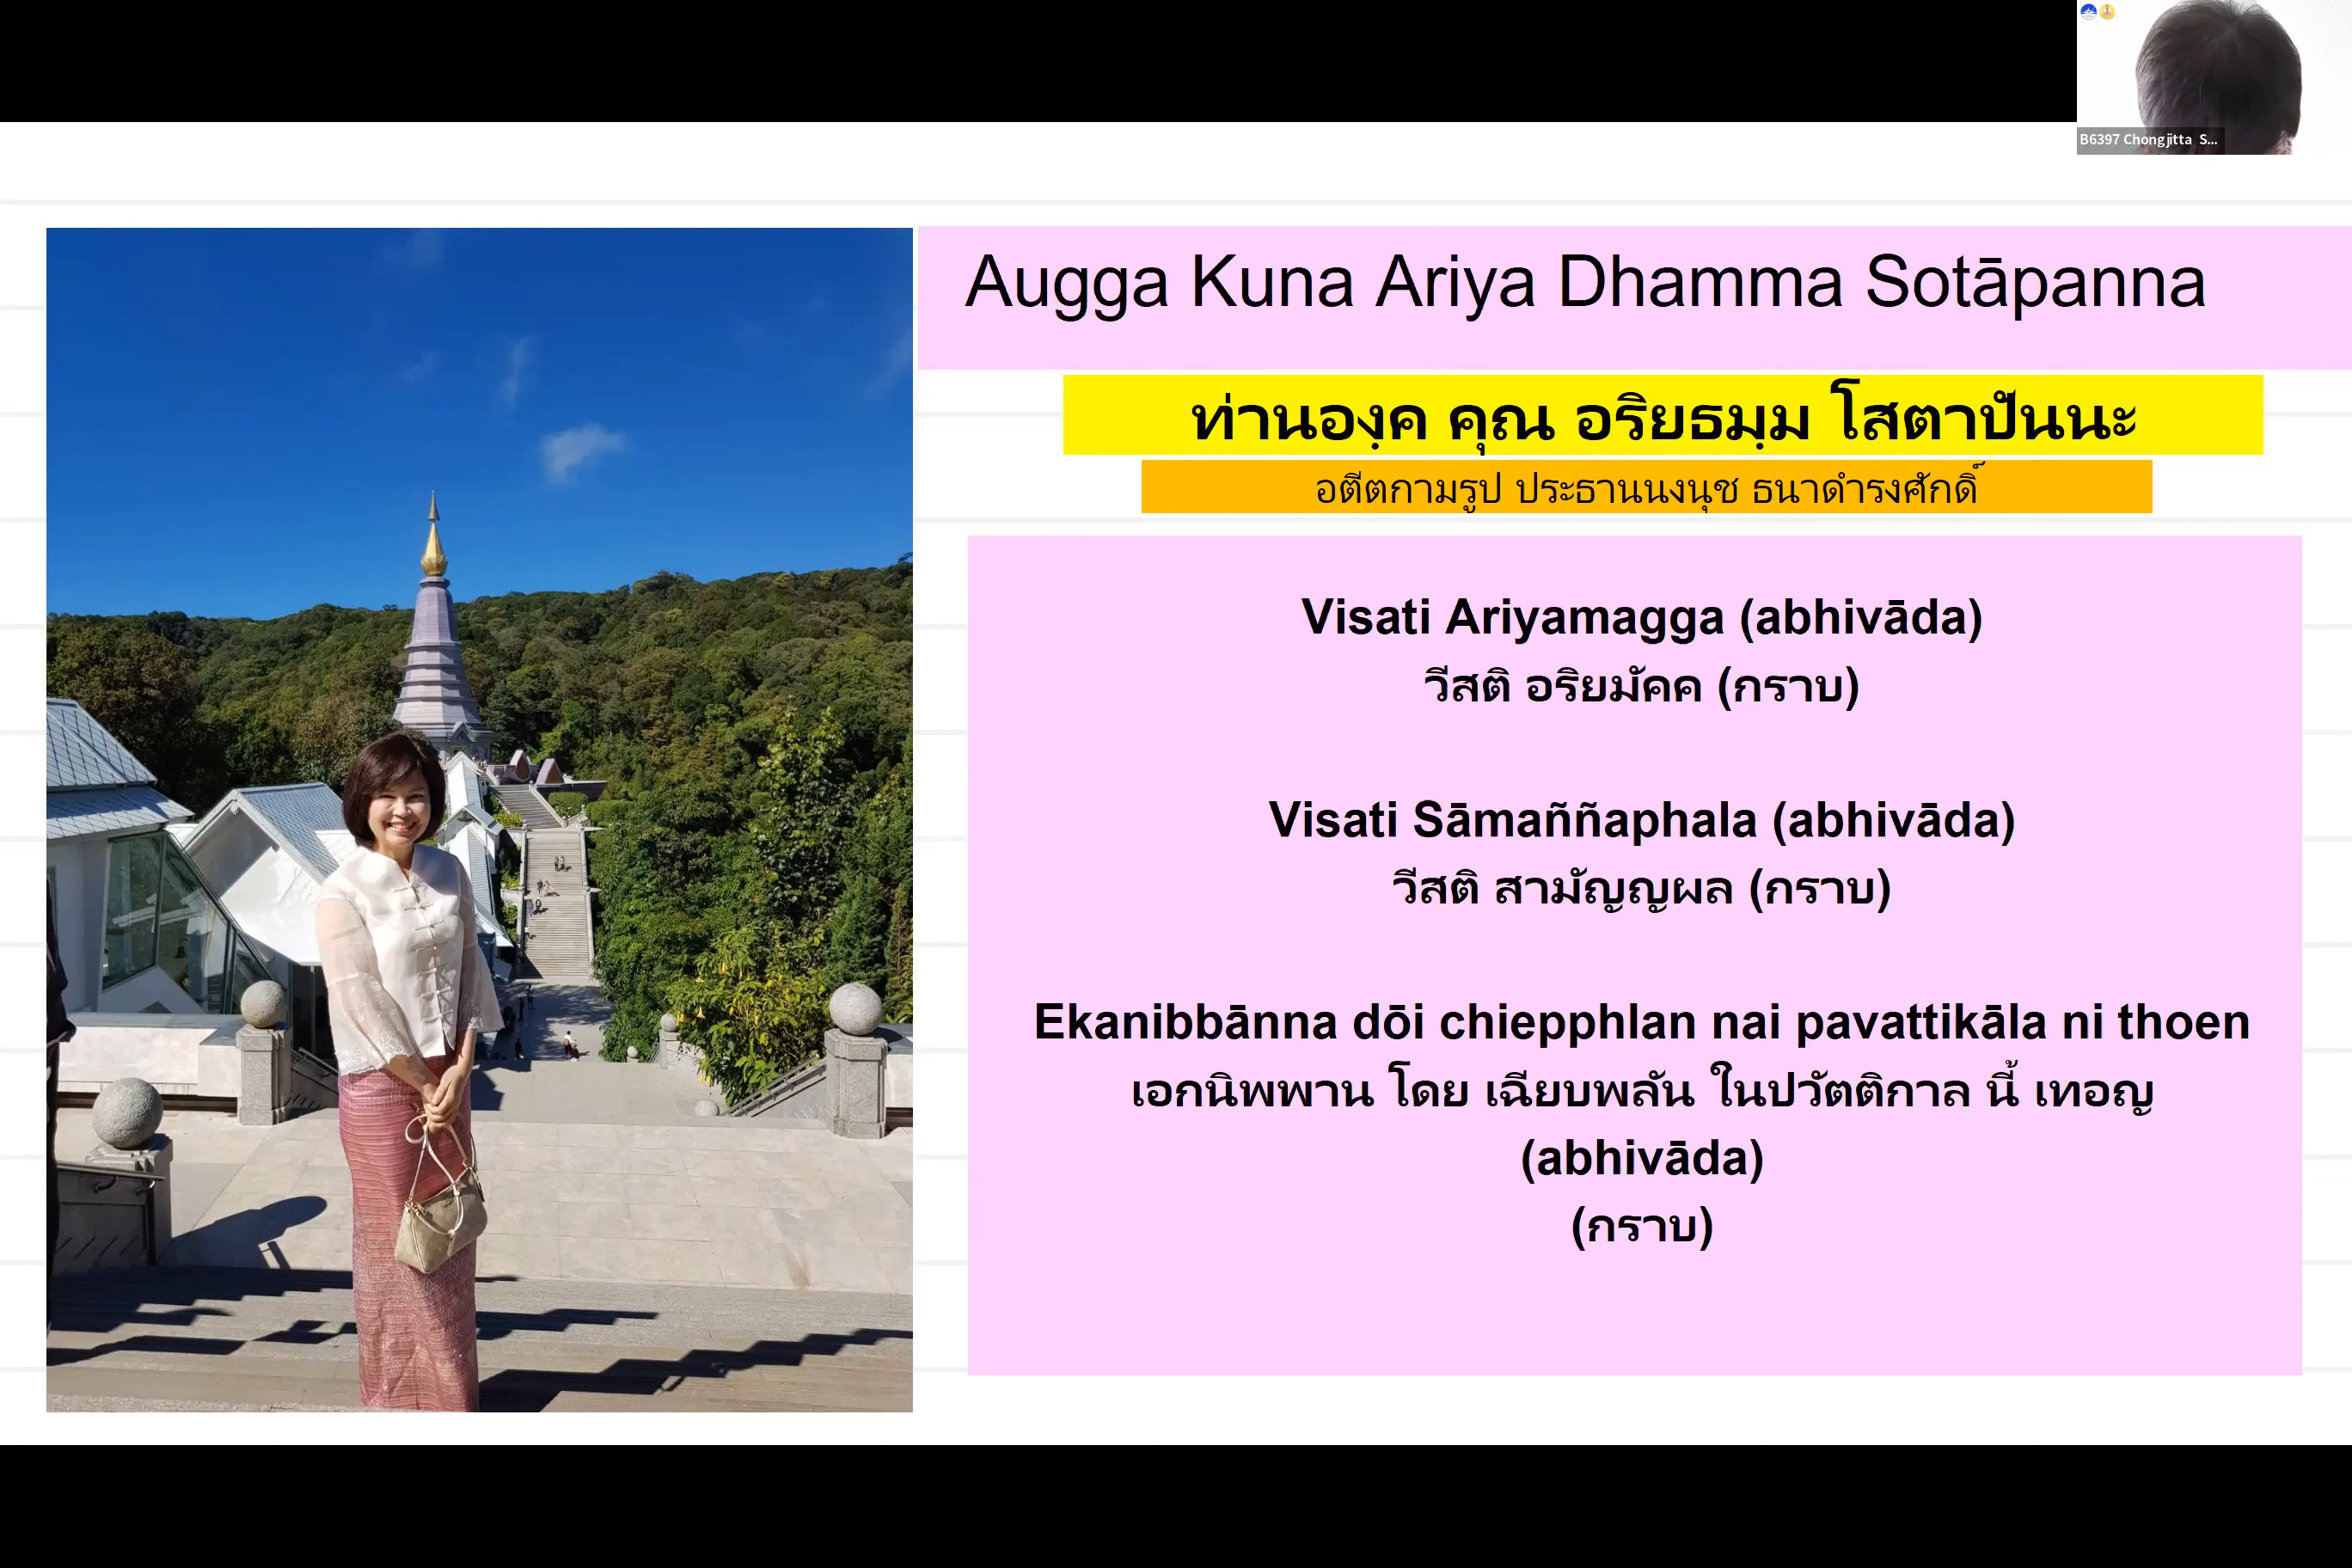 B6397 Chongjitta S...
Augga Kuna Ariya Dhamma Sotāpanna
ท่านองฺค คุณ อริยธมฺม โสตาปันนะ
อตีตกามรูป ประธานนงนุช ธนาดำรงศักดิ์
Visati Ariyamagga (abhivāda)
วีสติ อริยมัคค (กราบ)
Visati Sāmaññaphala (abhivāda)
วีสติ สามัญญผล (กราบ)
Ekanibbānna dōi chiepphlan nai pavattikāla ni thoen
เอกนิพพาน โดย เฉียบพลัน ในปวัตติกาล นี้ เทอญ
(abhivāda)
(กราบ)